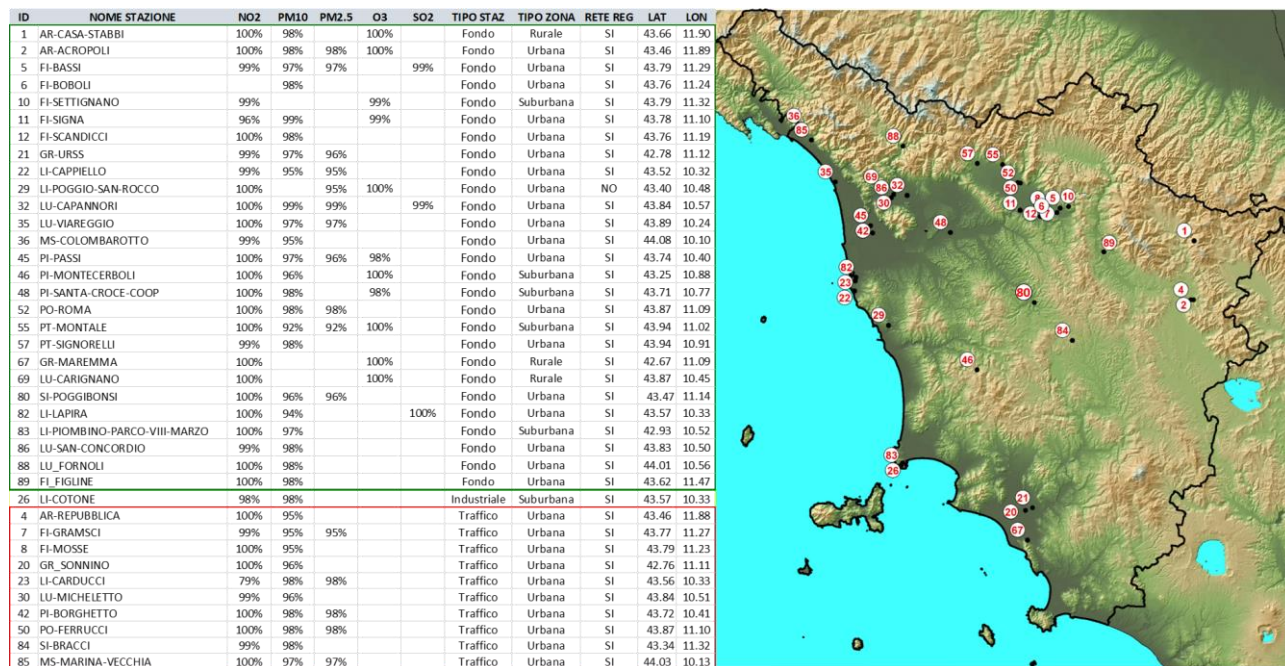 ID NOME STAZIONE NO2 PM10 PM2.5 O3 SO2 TIPO STAZ TIPO ZONA RETE REG LAT LON
1 AR-CASA-STABBI 100% 98% 100% Fondo Rurale SI 43.66 11.90
2 AR-ACROPOLI 100% 98% 98% 100% Fondo Urbana SI 43.46 11.89
5 FI-BASSI 99% 97% 97% 99% Fondo Urbana SI 43.79 11.29
6 FI-BOBOLI 98% Fondo Urbana SI 43.76 11.24
10 FI-SETTIGNANO 99% 99% Fondo Suburbana SI 43.79 11.32
11 FI-SIGNA 96% 99% 99% Fondo Urbana SI 43.78 11.10
12 FI-SCANDICCI 100% 98% Fondo Urbana SI 43.76 11.19
21 GR-URSS 99% 97% 96% Fondo Urbana SI 42.78 11.12
22 LI-CAPPIELLO 99% 95% 95% Fondo Urbana SI 43.52 10.32
29 LI-POGGIO-SAN-ROCCO 100% 95% 100% Fondo Urbana NO 43.40 10.48
32 LU-CAPANNORI 100% 99% 99% 99% Fondo Urbana SI 43.84 10.57
35 LU-VIAREGGIO 100% 97% 97% Fondo Urbana SI 43.89 10.24
36 MS-COLOMBAROTTO 99% 95% Fondo Urbana SI 44.08 10.10
45 PI-PASSI 100% 97% 96% 98% Fondo Urbana SI 43.74 10.40
46 PI-MONTECERBOLI 100% 96% 100% Fondo Suburbana SI 43.25 10.88
48 PI-SANTA-CROCE-COOP 100% 98% 98% Fondo Suburbana SI 43.71 10.77
52 PO-ROMA 100% 98% 98% Fondo Urbana SI 43.87 11.09
55 PT-MONTALE 100% 92% 92% 100% Fondo Suburbana SI 43.94 11.02
57 PT-SIGNORELLI 99% 98% Fondo Urbana SI 43.94 10.91
67 GR-MAREMMA 100% 100% Fondo Rurale SI 42.67 11.09
69 LU-CARIGNANO 100% 100% Fondo Rurale SI 43.87 10.45
80 SI-POGGIBONSI 100% 96% 96% Fondo Urbana SI 43.47 11.14
82 LI-LAPIRA 100% 94% 100% Fondo Urbana SI 43.57 10.33
83 LI-PIOMBINO-PARCO-VIII-MARZO 100% 97% Fondo Suburbana SI 42.93 10.52
86 LU-SAN-CONCORDIO 99% 98% Fondo Urbana SI 43.83 10.50
88 LU_FORNOLI 100% 98% Fondo Urbana SI 44.01 10.56
89 FI_FIGLINE 100% 98% Fondo Urbana SI 43.62 11.47
26 LI-COTONE 98% 98% Industriale Suburbana SI 43.57 10.33
4 AR-REPUBBLICA 100% 95% Traffico Urbana SI 43.46 11.88
7 FI-GRAMSCI 99% 95% 95% Traffico Urbana SI 43.77 11.27
8 FI-MOSSE 100% 95% Traffico Urbana SI 43.79 11.23
20 GR_SONNINO 100% 96% Traffico Urbana SI 42.76 11.11
23 LI-CARDUCCI 79% 98% 98% Traffico Urbana SI 43.56 10.33
30 LU-MICHELETTO 99% 96% Traffico Urbana SI 43.84 10.51
42 PI-BORGHETTO 100% 98% 98% Traffico Urbana SI 43.72 10.41
50 PO-FERRUCCI 100% 98% 98% Traffico Urbana SI 43.87 11.10
84 SI-BRACCI 99% 98% Traffico Urbana SI 43.34 11.32
85 MS-MARINA-VECCHIA 100% 97% 97% Traffico Urbana SI 44.03 10.13
36
85
88
57 55
35 69 52
86 32 50
30
11 8 6 5 10
12 7
45 48
42
1
89
82
23
22
80
4
2
29
84
46
83
26
21
20
67